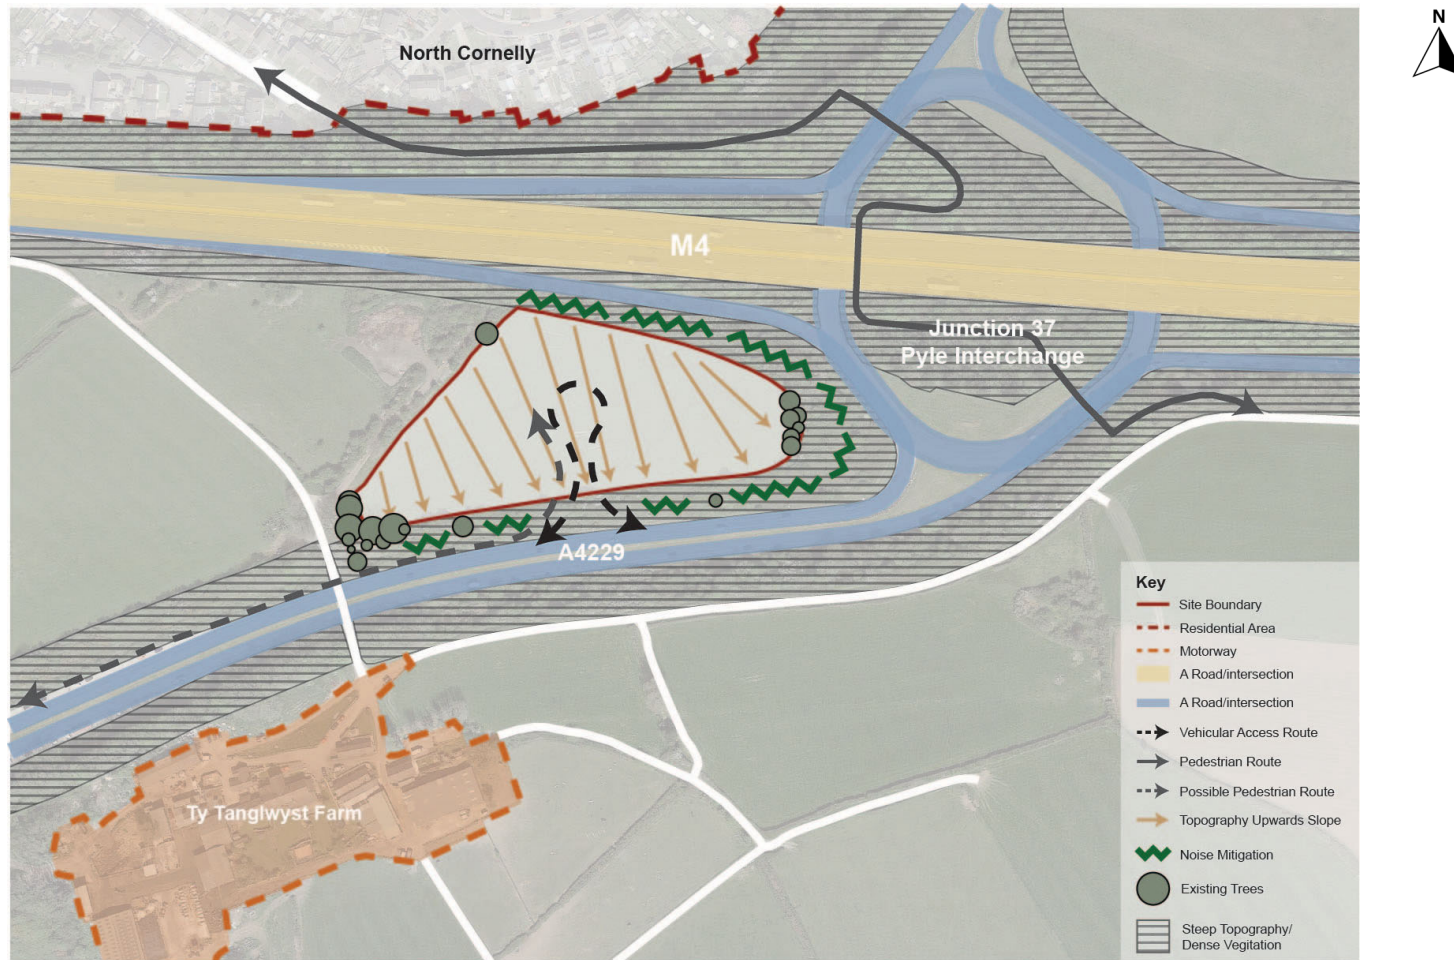 N
North Cornelly
M4
Junction 37
Pyle Interchange
A4229
Ty Tanglwyst Farm
Key
Site Boundary
Residential Area
Motorway
A Road/intersection
A Road/intersection
Vehicular Access Route
Pedestrian Route
Possible Pedestrian Route
Topography Upwards Slope
Noise Mitigation
Existing Trees
Steep Topography/
Dense Vegitation